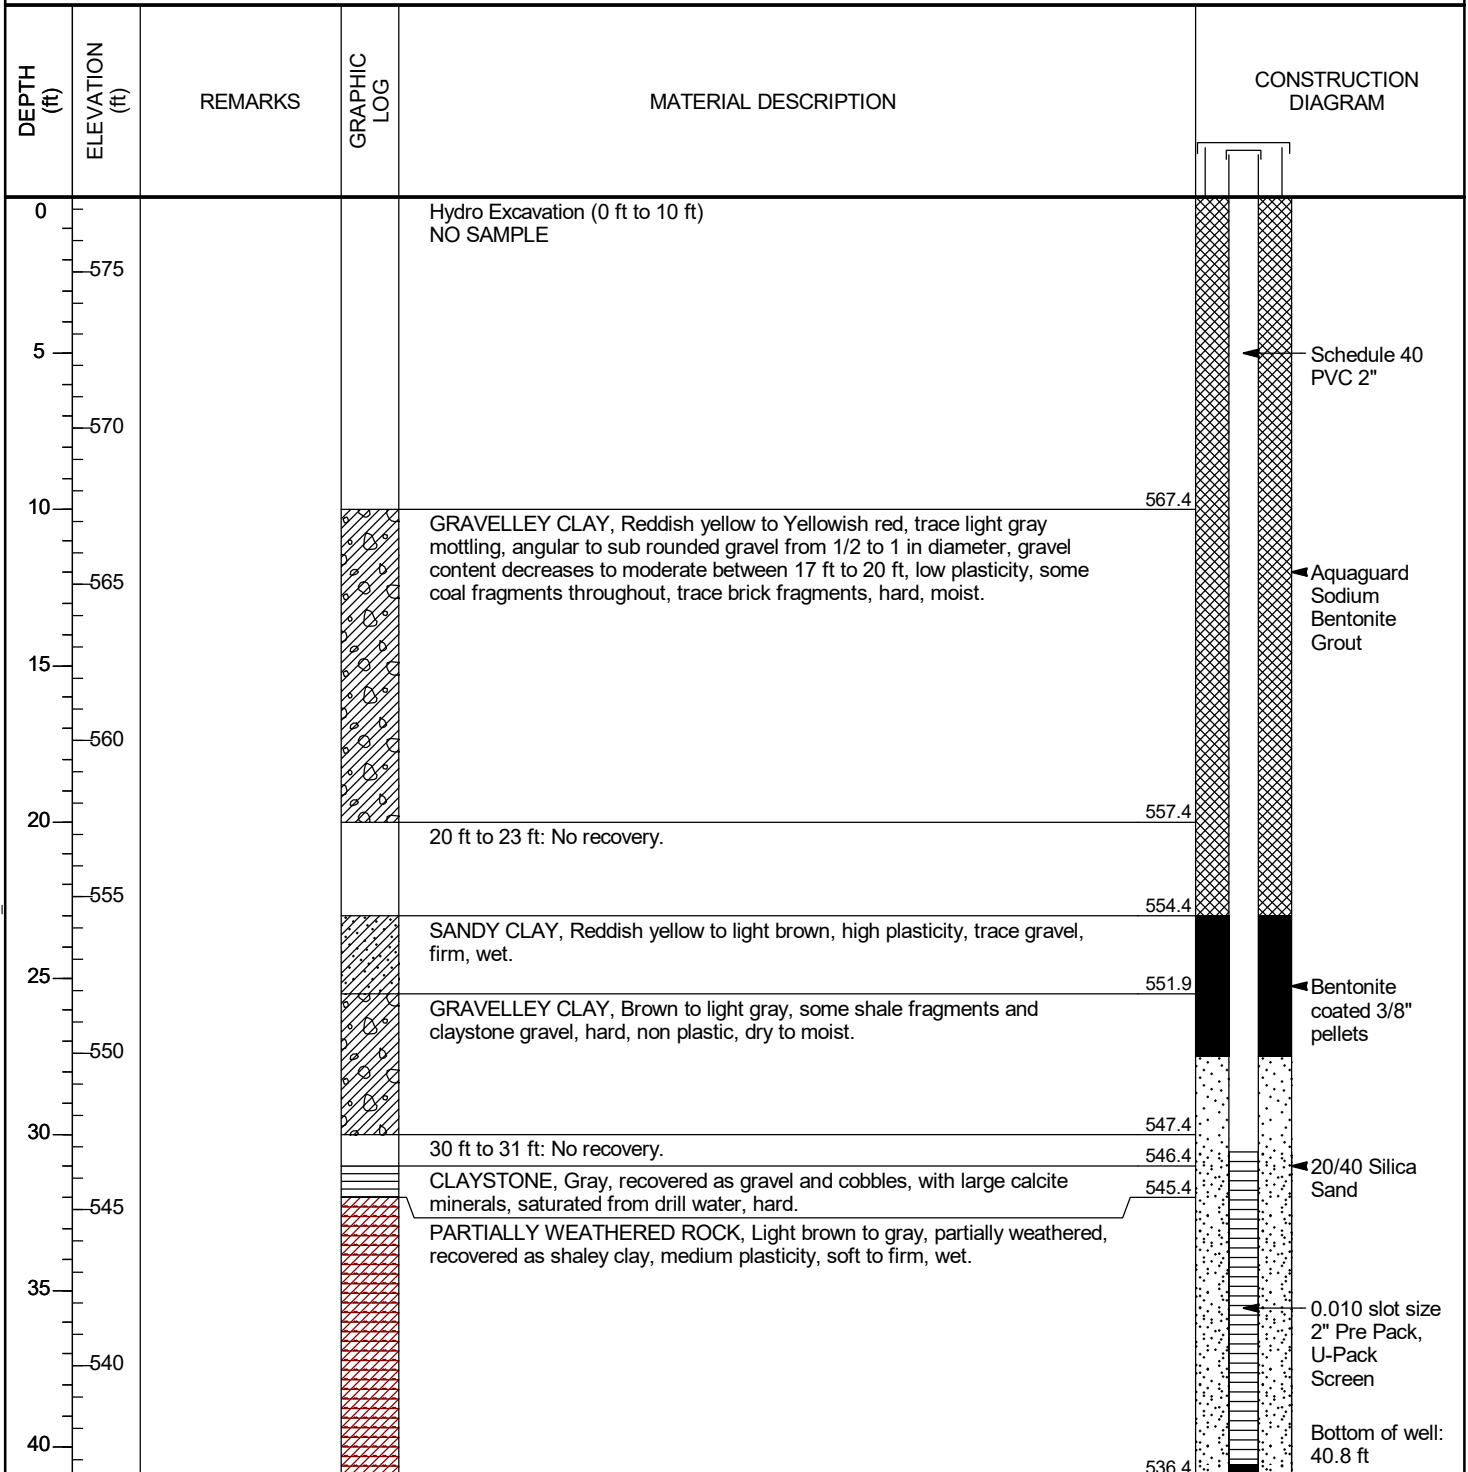 DEPTH
(ft)
ELEVATION
(ft)
REMARKS
GRAPHIC
LOG
MATERIAL DESCRIPTION
CONSTRUCTION
DIAGRAM
0
Hydro Excavation (0 ft to 10 ft)
NO SAMPLE
575
5
Schedule 40
PVC 2"
570
567.4
10
GRAVELLEY CLAY, Reddish yellow to Yellowish red, trace light gray
mottling, angular to sub rounded gravel from 1/2 to 1 in diameter, gravel
content decreases to moderate between 17 ft to 20 ft, low plasticity, some
coal fragments throughout, trace brick fragments, hard, moist.
565
Aquaguard
Sodium
Bentonite
Grout
15
560
557.4
20
20 ft to 23 ft: No recovery.
555
554.4
SANDY CLAY, Reddish yellow to light brown, high plasticity, trace gravel,
firm, wet.
25
551.9
Bentonite
coated 3/8"
pellets
GRAVELLEY CLAY, Brown to light gray, some shale fragments and
claystone gravel, hard, non plastic, dry to moist.
550
547.4
30
30 ft to 31 ft: No recovery.
546.4
20/40 Silica
Sand
CLAYSTONE, Gray, recovered as gravel and cobbles, with large calcite
minerals, saturated from drill water, hard.
545.4
545
PARTIALLY WEATHERED ROCK, Light brown to gray, partially weathered,
recovered as shaley clay, medium plasticity, soft to firm, wet.
35
0.010 slot size
2" Pre Pack,
U-Pack
Screen
540
Bottom of well:
40.8 ft
40
536.4